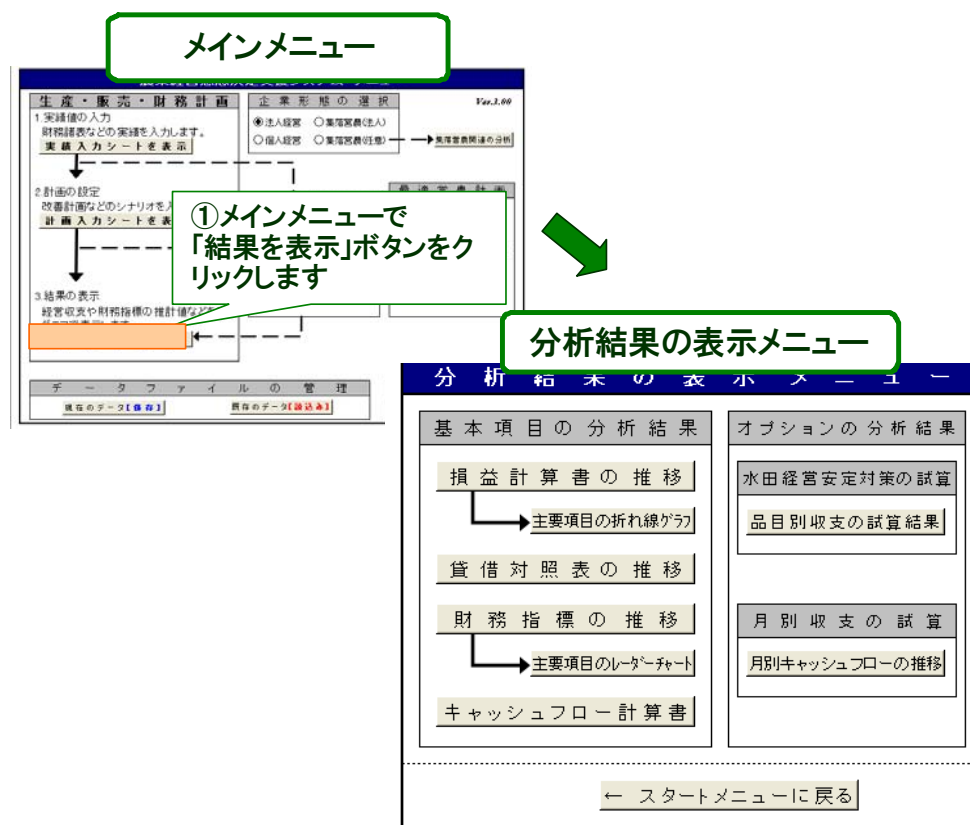 メインメニュー
生産・販売・財務計画
1.実績値の入力
財務諸表などの実績を入力します。
実績入力シートを表示
企業形態の選択
法人経営 集落営農(法人)
個人経営 集落営農(任意)
Ver.3.00
集落営農関連の分析
2.計画の設定
改善計画などのシナリオを入
計画入力シートを表
①メインメニューで
「結果を表示」ボタンをク
リックします
3.結果の表示
経営収支や財務指標の推計値などを
データファイルの管理
現在のデータ[保存]
既存のデータ[読込み]
分析結果の表示メニュー
分析結果の表示メニュー
基本項目の分析結果
損益計算書の推移
主要項目の折れ線グラフ
貸借対照表の推移
財務指標の推移
主要項目のレーダーチャート
キャッシュフロー計算書
オプションの分析結果
水田経営安定対策の試算
品目別収支の試算結果
月別収支の試算
月別キャッシュフローの推移
← スタートメニューに戻る